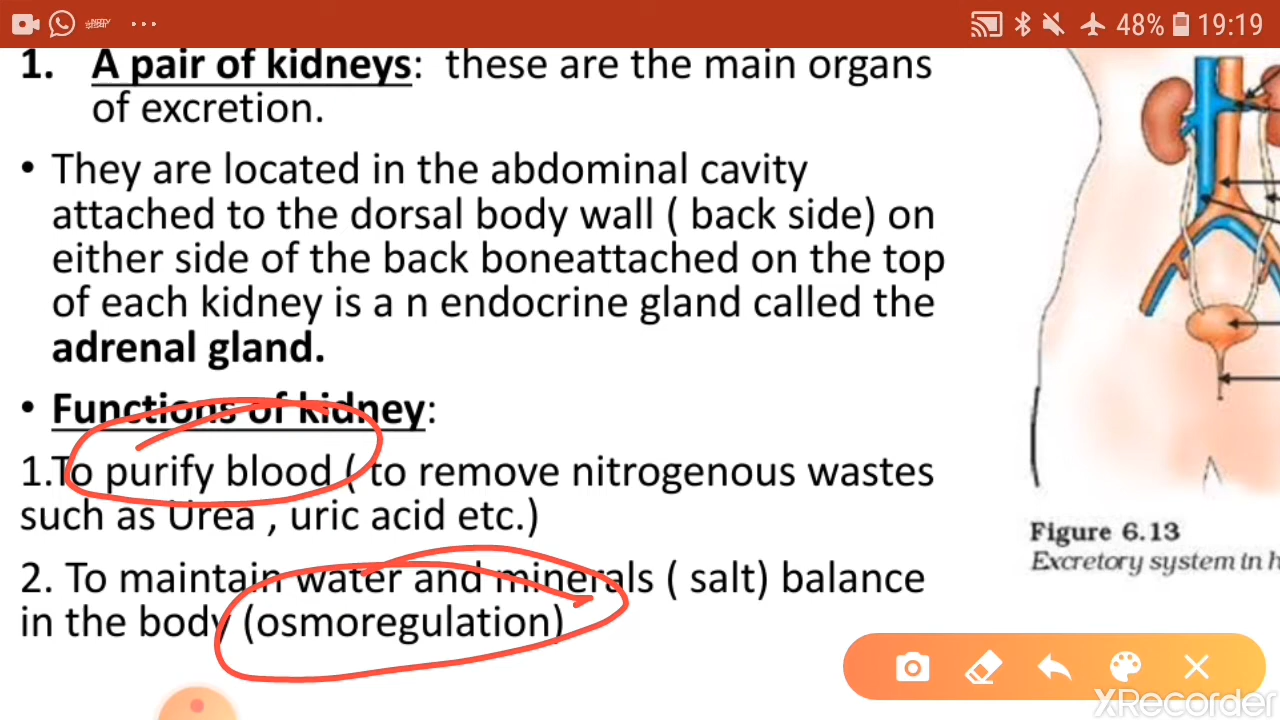 48% 19:19
1. A pair of kidneys: these are the main organs
of excretion.
• They are located in the abdominal cavity
attached to the dorsal body wall ( back side) on
either side of the back boneattached on the top
of each kidney is a n endocrine gland called the
adrenal gland.
• Functions of kidney:
1.To purify blood ( to remove nitrogenous wastes
such as Urea , uric acid etc.)
2. To maintain water and minerals ( salt) balance
in the body (osmoregulation)
Figure 6.13
Excretory system in h
XRecorder